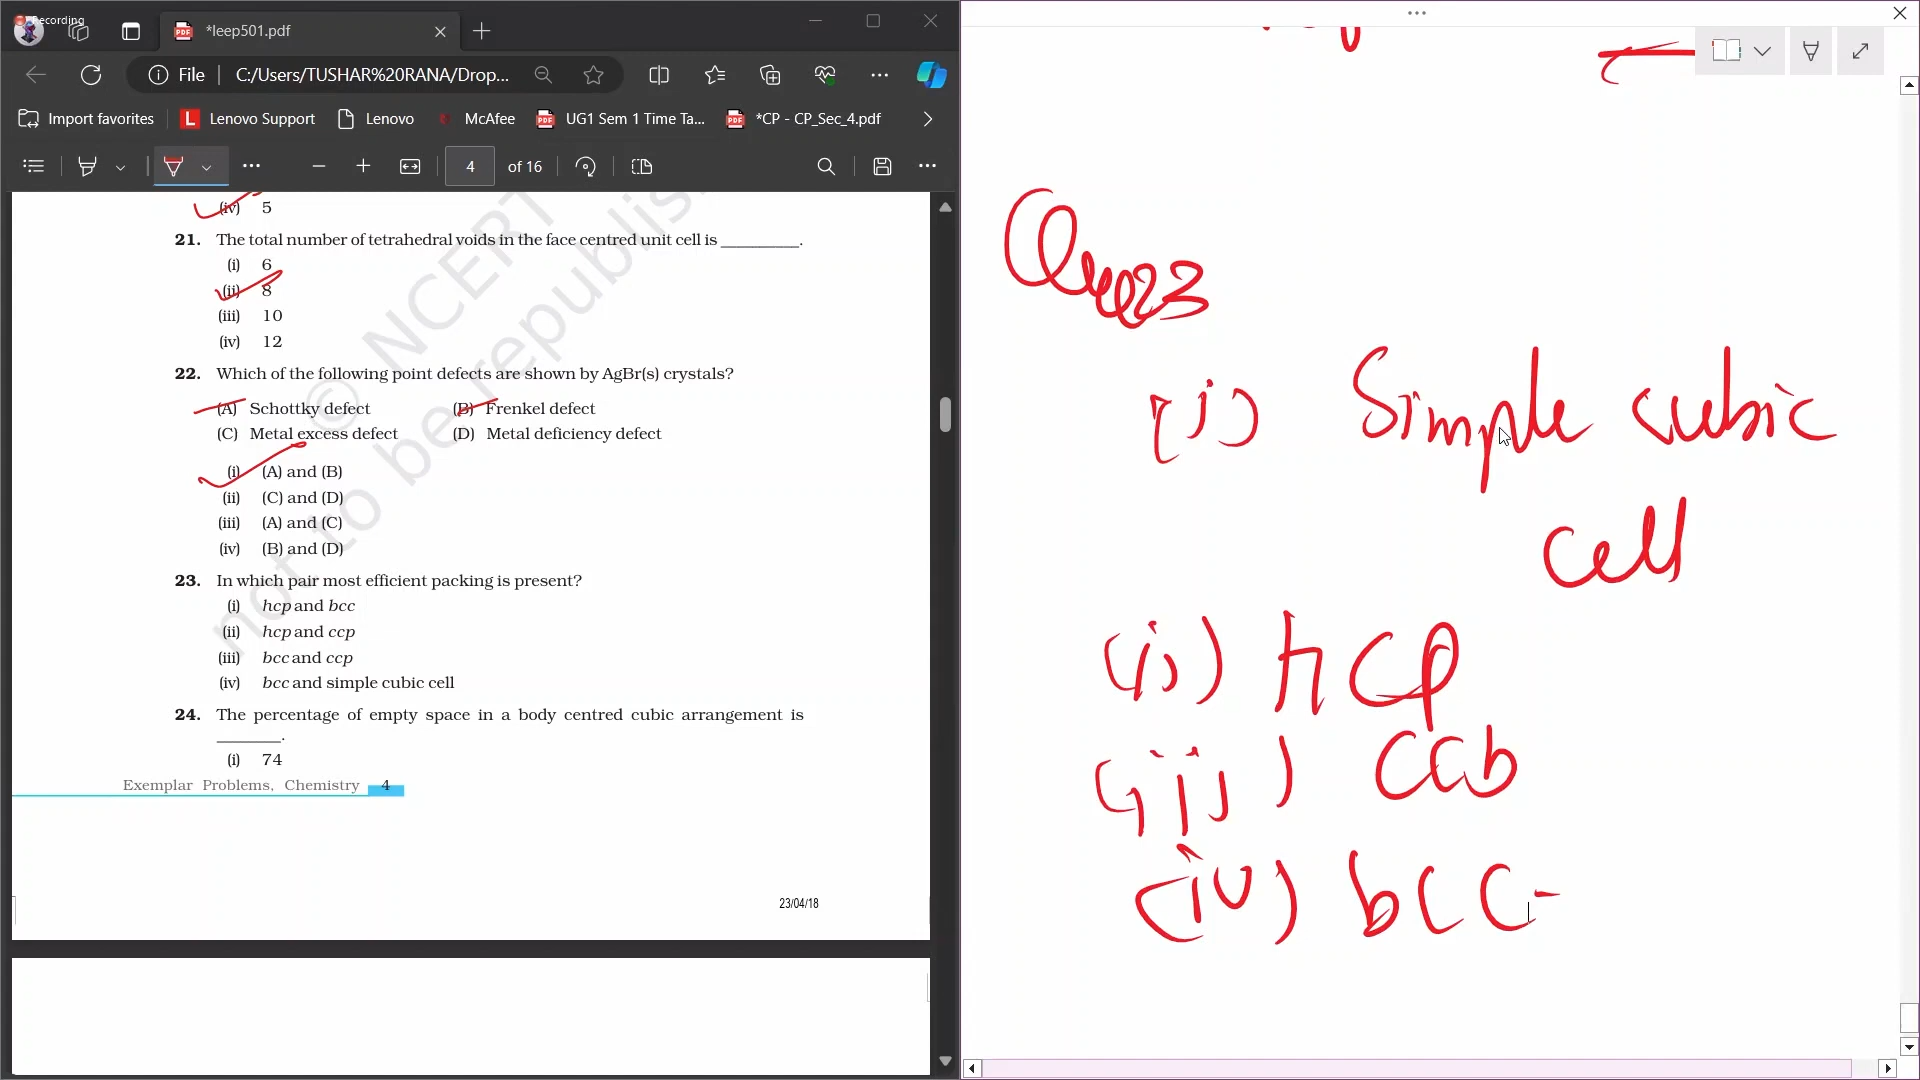 Recording
*leep501.pdf
File
C:/Users/TUSHAR%20RANA/Drop...
Import favorites
Lenovo Support
Lenovo
McAfee
UG1 Sem 1 Time Ta...
*CP - CP_Sec_4.pdf
4 of 16
(iv) 5
21. The total number of tetrahedral voids in the face centred unit cell is __________.
(i) 6
(ii) 8
(iii) 10
(iv) 12
22. Which of the following point defects are shown by AgBr(s) crystals?
(A) Schottky defect (B) Frenkel defect
(C) Metal excess defect (D) Metal deficiency defect
(i) (A) and (B)
(ii) (C) and (D)
(iii) (A) and (C)
(iv) (B) and (D)
23. In which pair most efficient packing is present?
(i) hcp and bcc
(ii) hcp and ccp
(iii) bcc and ccp
(iv) bcc and simple cubic cell
24. The percentage of empty space in a body centred cubic arrangement is
________.
(i) 74
Exemplar Problems, Chemistry 4
23/04/18
© NCERT
not to be republis
(i) Simple cubic
cell
(ii) hcp
(iii)
(iv) bcc-